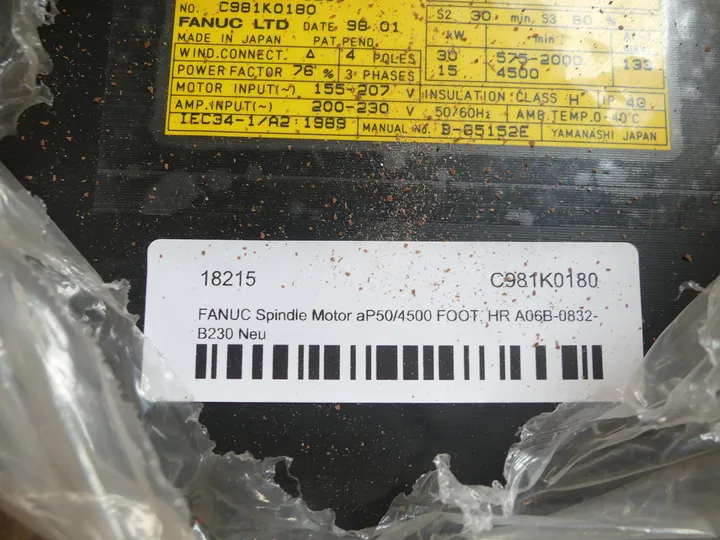 NO. C981K0180
FANUC LTD DATE 98.01
MADE IN JAPAN PAT.PEND.
WIND.CONNECT. Δ 4 POLES
POWER FACTOR 76 % 3 PHASES
MOTOR INPUT(~) 155-207 V
AMP.INPUT(~) 200-230 V
IEC34-1/A2:1989 MANUAL No. B-65152E
S2 30 min, S3 60 %
kW min
30 575-2000 133
15 4500
INSULATION CLASS H IP 40
50/60Hz AMB.TEMP.0-40°C
YAMANASHI JAPAN
18215 C981K0180
FANUC Spindle Motor aP50/4500 FOOT, HR A06B-0832-
B230 Neu